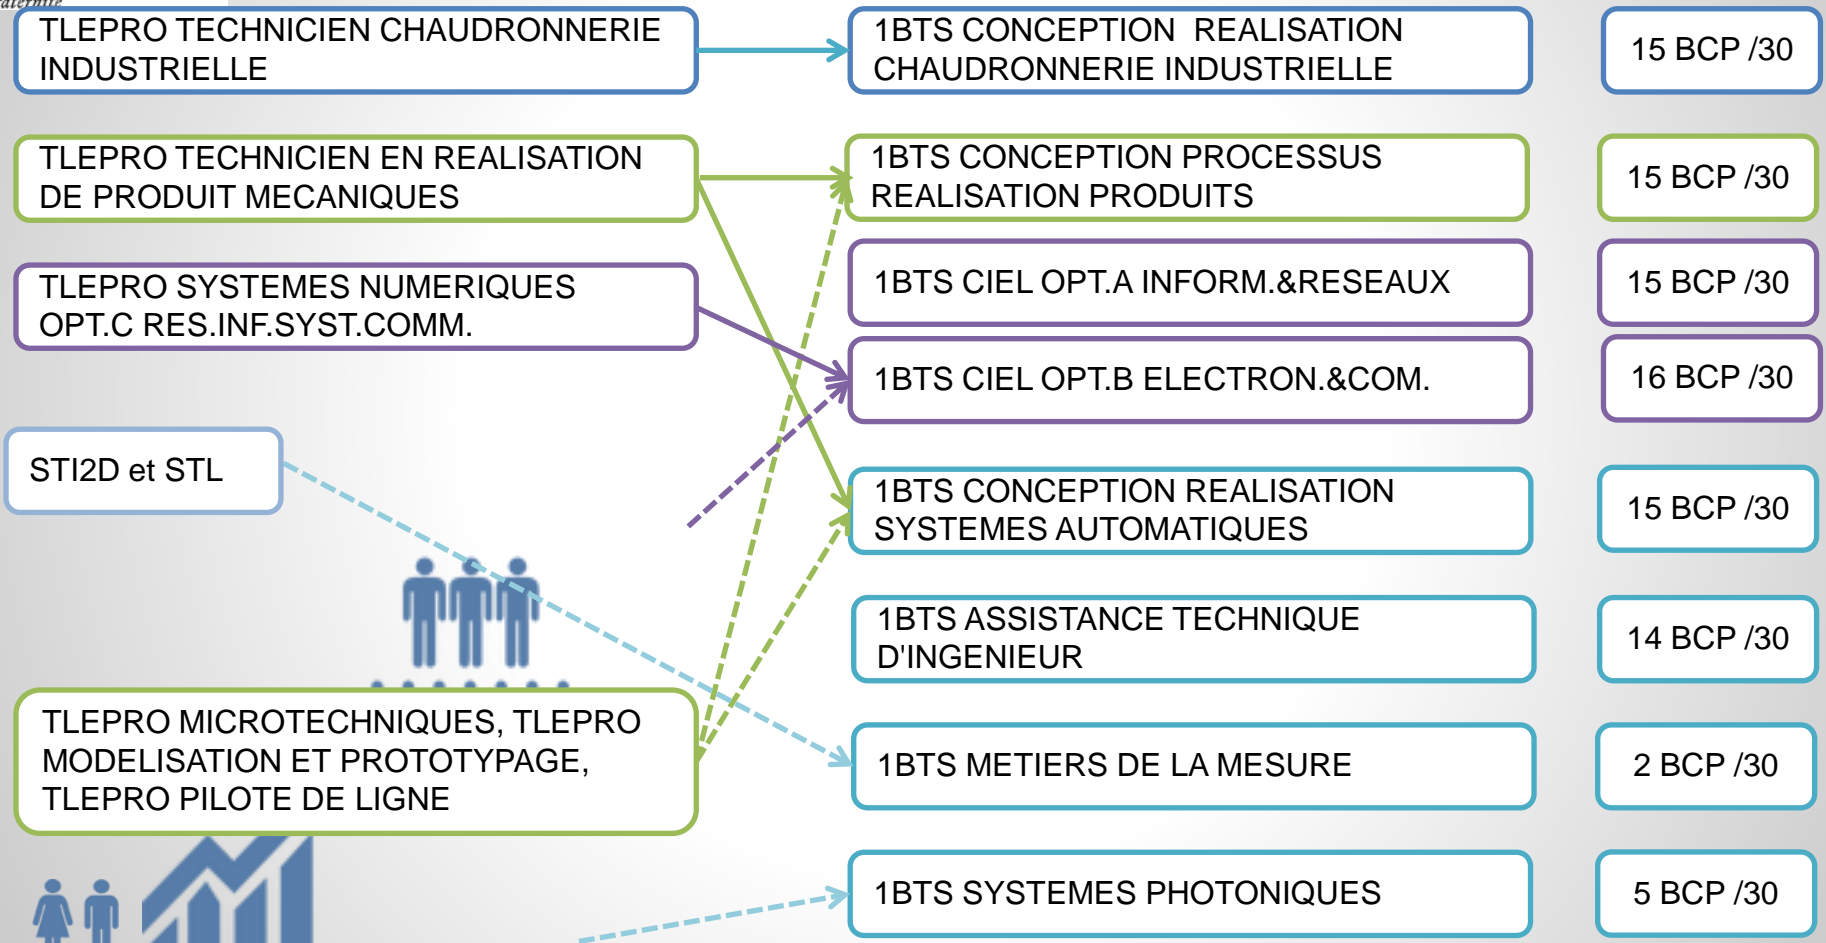 TLEPRO TECHNICIEN CHAUDRONNERIE
INDUSTRIELLE
1BTS CONCEPTION REALISATION
CHAUDRONNERIE INDUSTRIELLE
15 BCP /30
TLEPRO TECHNICIEN EN REALISATION
DE PRODUIT MECANIQUES
1BTS CONCEPTION PROCESSUS
REALISATION PRODUITS
15 BCP /30
TLEPRO SYSTEMES NUMERIQUES
OPT.C RES.INF.SYST.COMM.
1BTS CIEL OPT.A INFORM.&RESEAUX
15 BCP /30
1BTS CIEL OPT.B ELECTRON.&COM.
16 BCP /30
STI2D et STL
1BTS CONCEPTION REALISATION
SYSTEMES AUTOMATIQUES
15 BCP /30
1BTS ASSISTANCE TECHNIQUE
D'INGENIEUR
14 BCP /30
TLEPRO MICROTECHNIQUES, TLEPRO
MODELISATION ET PROTOTYPAGE,
TLEPRO PILOTE DE LIGNE
1BTS METIERS DE LA MESURE
2 BCP /30
1BTS SYSTEMES PHOTONIQUES
5 BCP /30